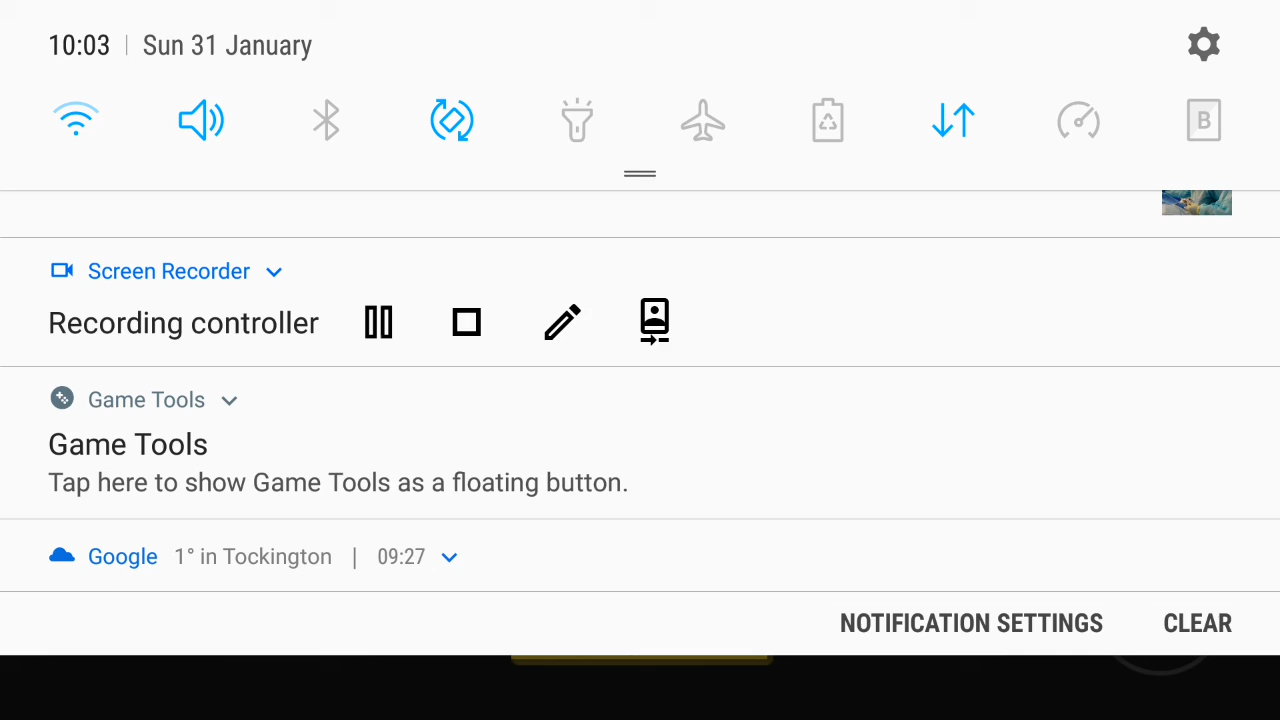 10:03 | Sun 31 January
B
Screen Recorder
Recording controller
Game Tools
Game Tools
Tap here to show Game Tools as a floating button.
Google 1° in Tockington | 09:27
NOTIFICATION SETTINGS CLEAR